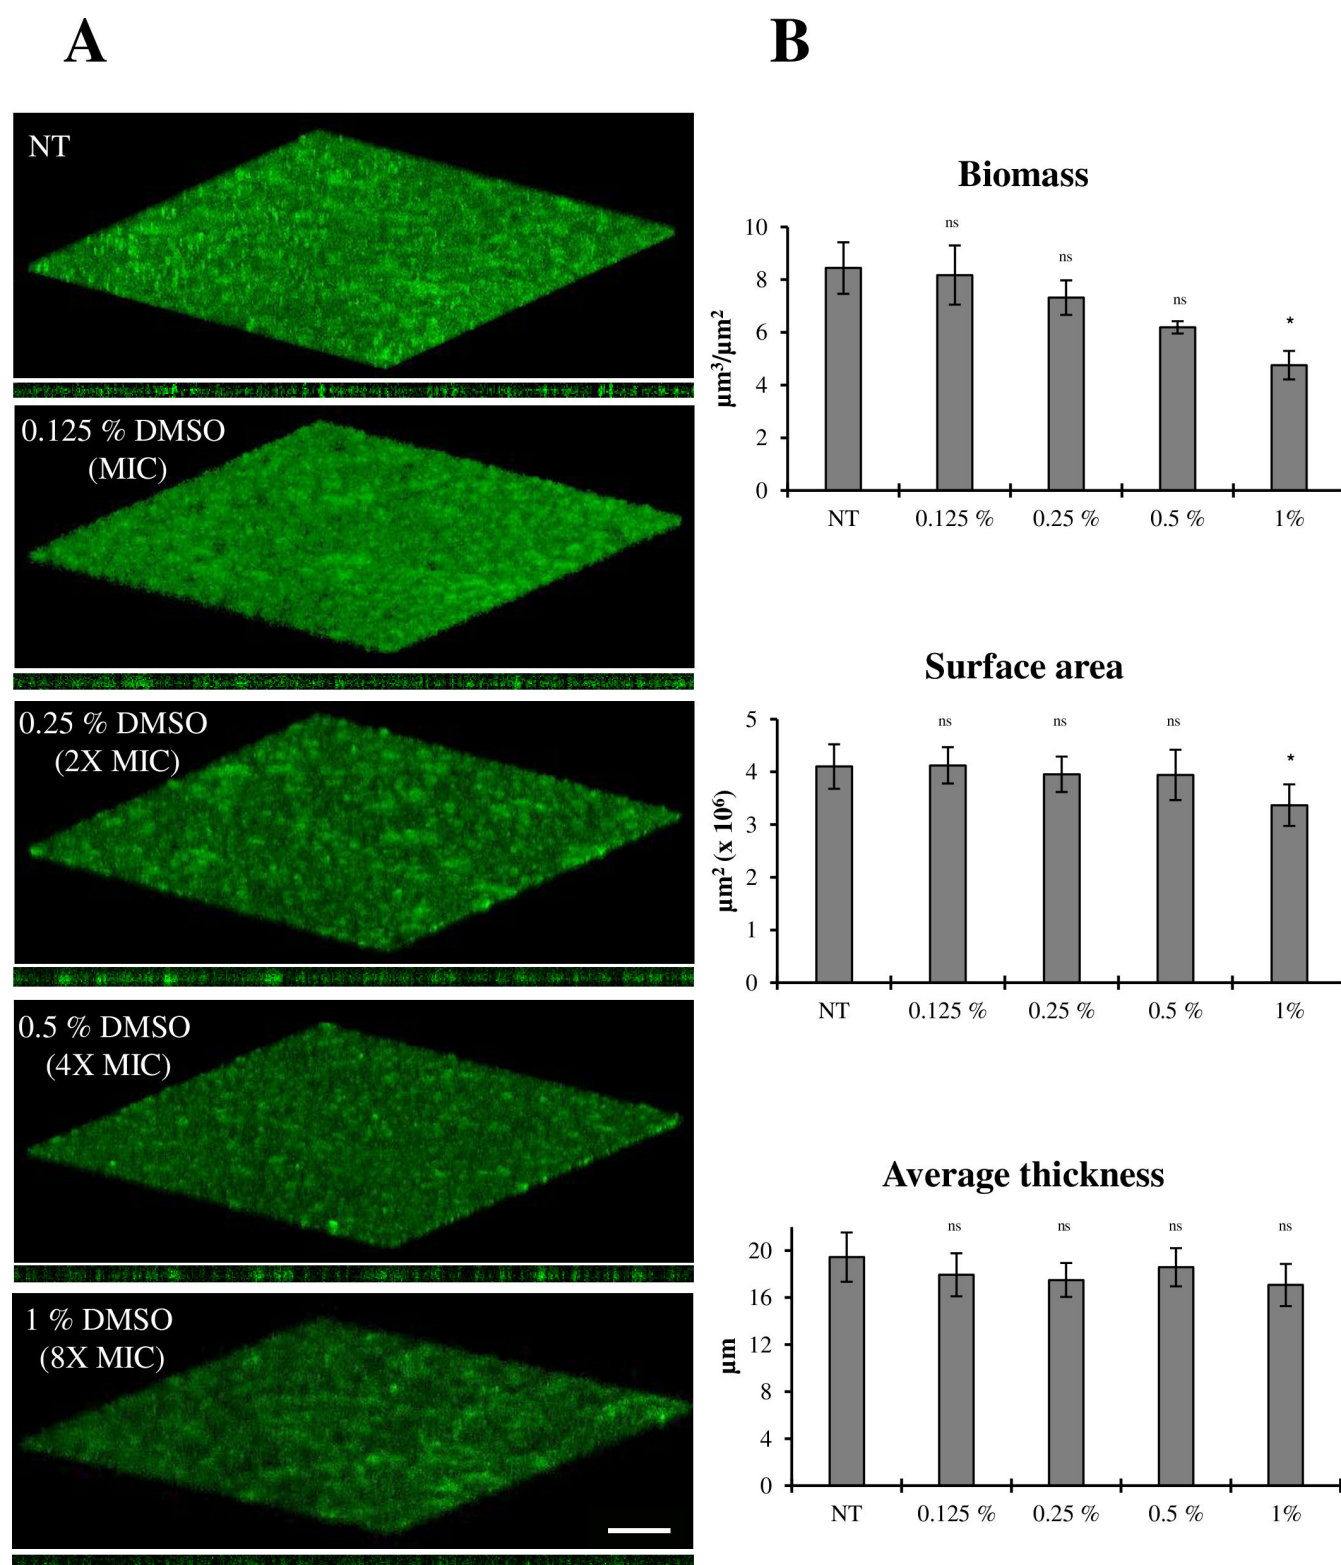 A
B
NT
0.125 % DMSO
(MIC)
0.25 % DMSO
(2X MIC)
0.5 % DMSO
(4X MIC)
1 % DMSO
(8X MIC)
Biomass
µm³/µm²
10
8
6
4
2
0
ns
ns
ns
*
NT
0.125 %
0.25 %
0.5 %
1%
Surface area
µm² (x 10⁶)
5
4
3
2
1
0
ns
ns
ns
*
NT
0.125 %
0.25 %
0.5 %
1%
Average thickness
µm
20
16
12
8
4
0
ns
ns
ns
ns
NT
0.125 %
0.25 %
0.5 %
1%